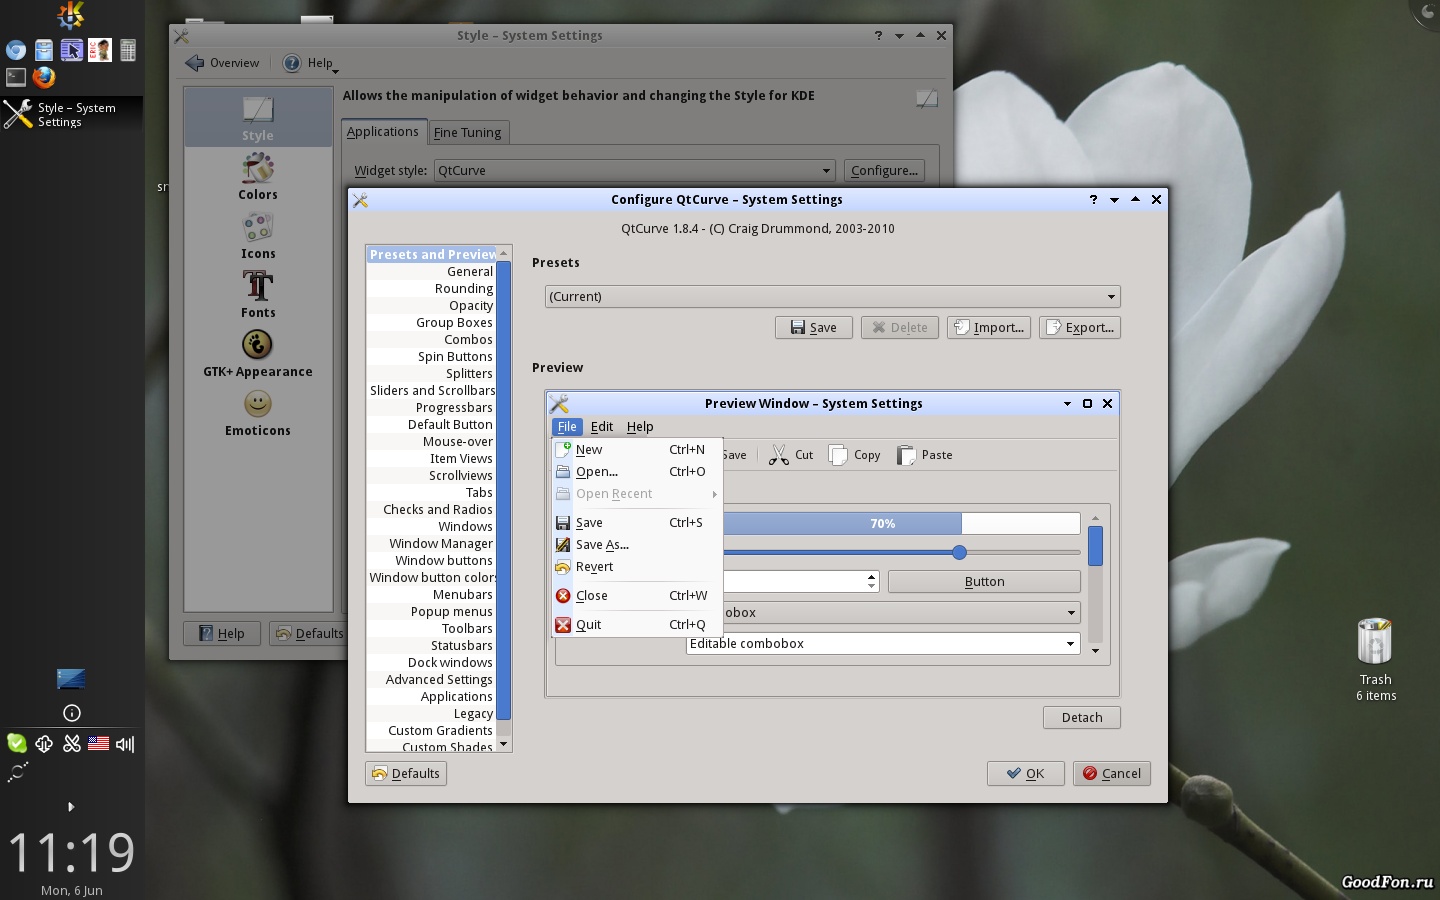 Style – System Settings
Overview
Help
Style – System
Settings
Allows the manipulation of widget behavior and changing the Style for KDE
Applications
Fine Tuning
Widget style:
QtCurve
Configure...
Style
Colors
Icons
Fonts
GTK+ Appearance
Emoticons
Help
Defaults
Configure QtCurve – System Settings
QtCurve 1.8.4 - (C) Craig Drummond, 2003-2010
Presets and Preview
General
Rounding
Opacity
Group Boxes
Combos
Spin Buttons
Splitters
Sliders and Scrollbars
Progressbars
Default Button
Mouse-over
Item Views
Scrollviews
Tabs
Checks and Radios
Windows
Window Manager
Window buttons
Window button colors
Menubars
Popup menus
Toolbars
Statusbars
Dock windows
Advanced Settings
Applications
Legacy
Custom Gradients
Custom Shades
Presets
(Current)
Save
Delete
Import...
Export...
Preview
Preview Window – System Settings
File
Edit
Help
New Ctrl+N
Open... Ctrl+O
Open Recent
Save Ctrl+S
Save As...
Revert
Close Ctrl+W
Quit Ctrl+Q
ave
Cut
Copy
Paste
70%
Button
obox
Editable combobox
Detach
Defaults
OK
Cancel
Trash
6 items
11:19
Mon, 6 Jun
GoodFon.ru